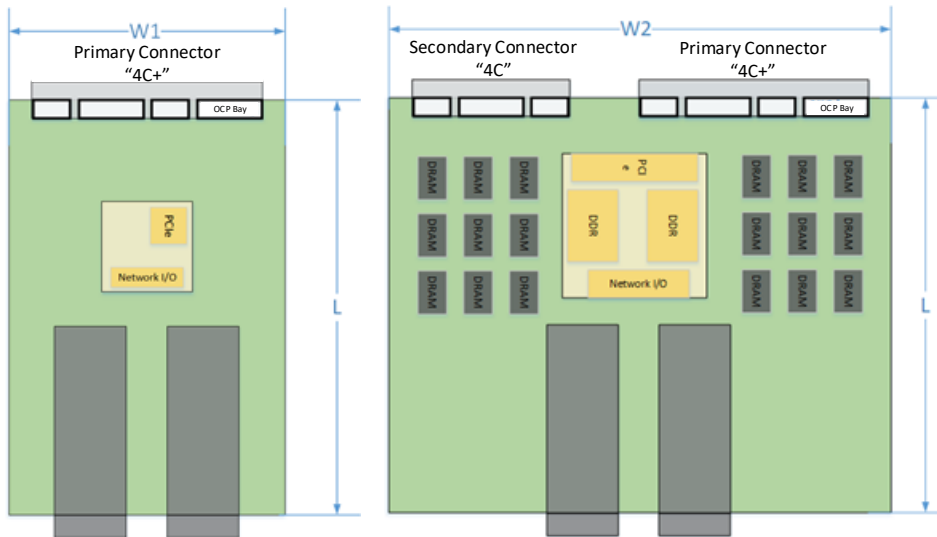 W1
Primary Connector
“4C+”
OCP Bay
PCIe
Network I/O
L
W2
Secondary Connector
“4C”
Primary Connector
“4C+”
OCP Bay
DRAM
DRAM
DRAM
DRAM
DRAM
DRAM
DRAM
DRAM
DRAM
PCI
e
DDR
DDR
Network I/O
DRAM
DRAM
DRAM
DRAM
DRAM
DRAM
DRAM
DRAM
DRAM
L